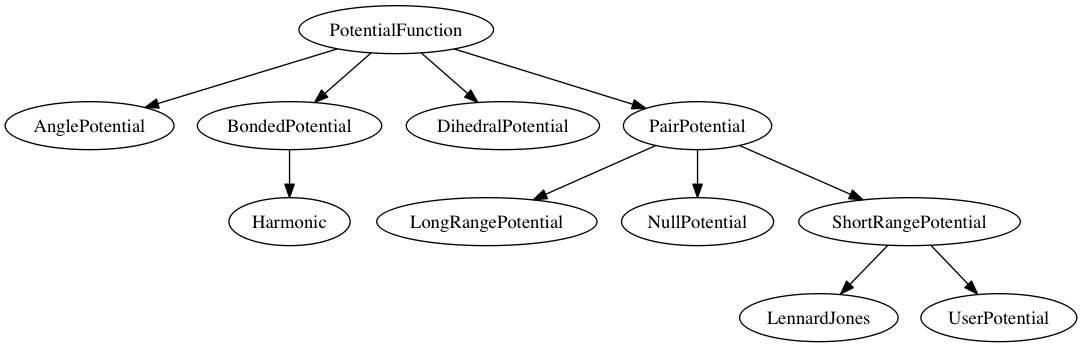 PotentialFunction
AnglePotential
BondedPotential
DihedralPotential
PairPotential
Harmonic
LongRangePotential
NullPotential
ShortRangePotential
LennardJones
UserPotential